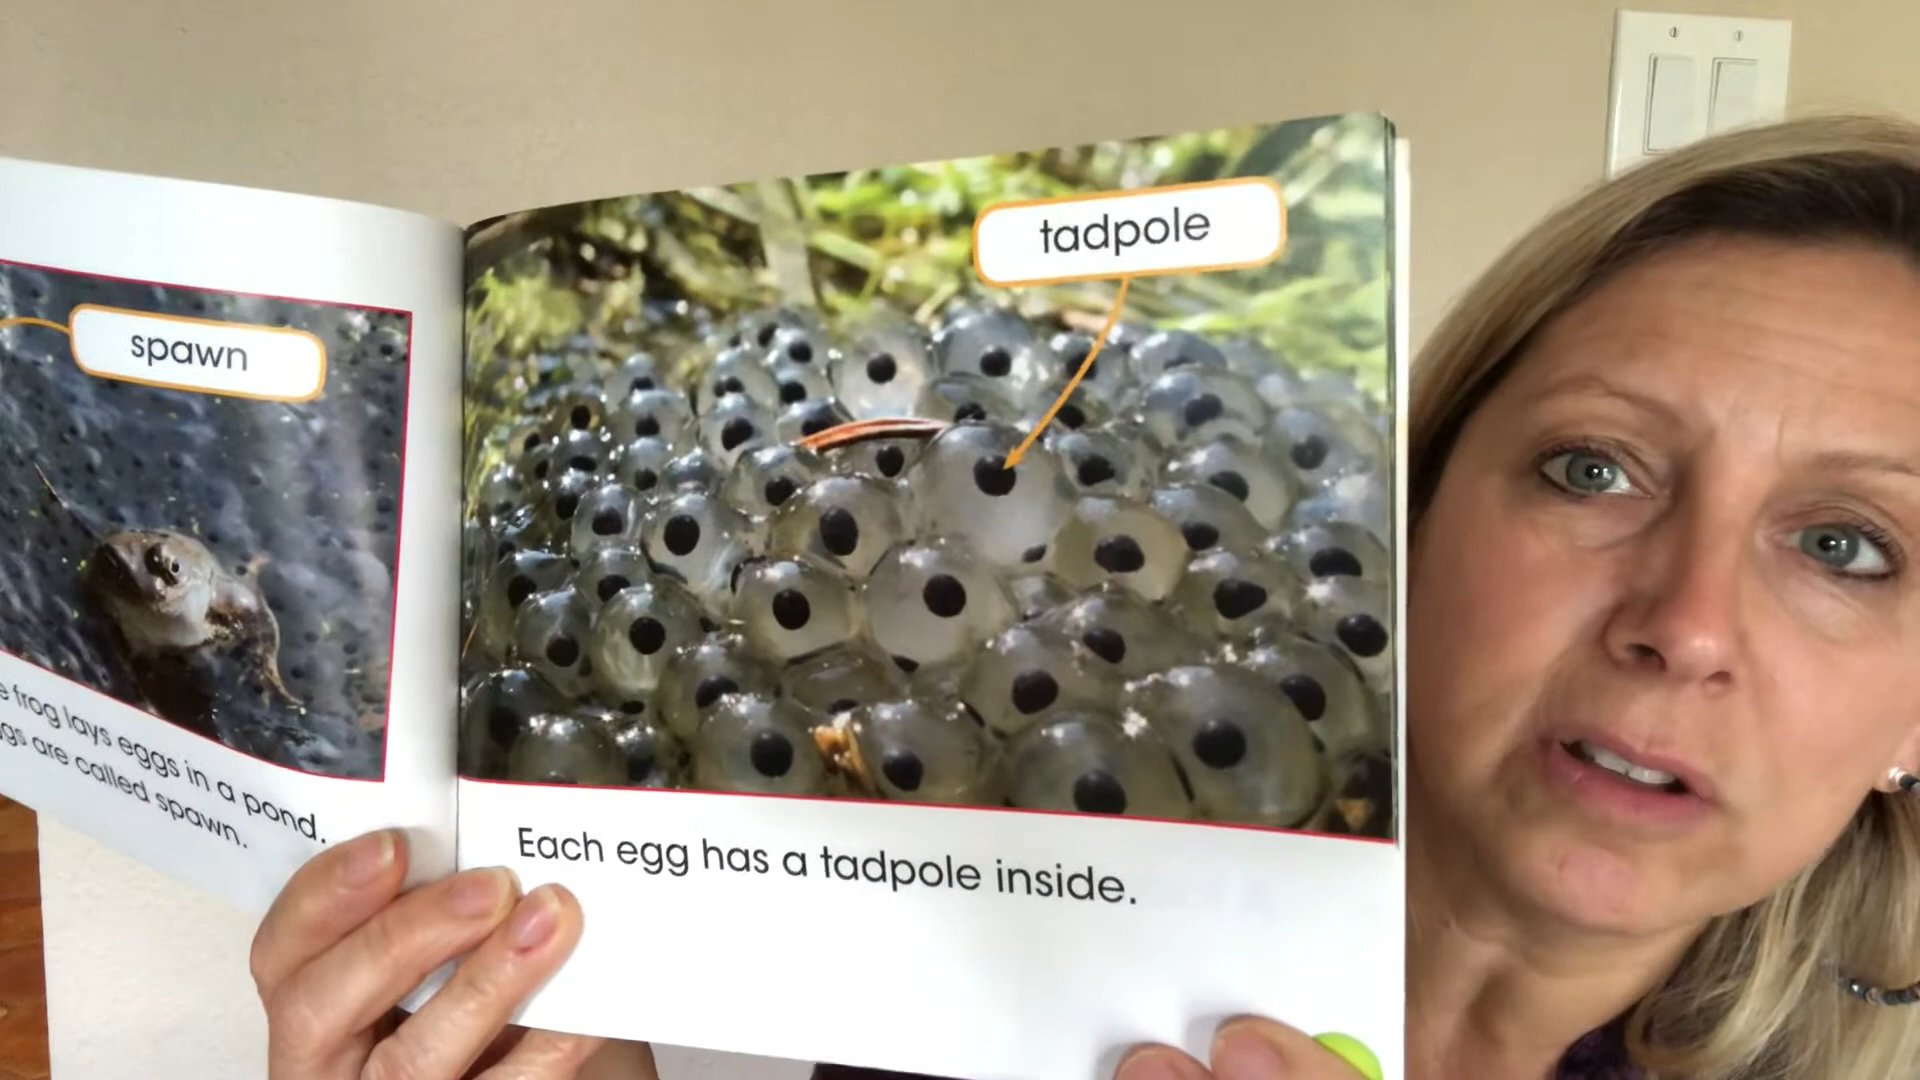 spawn
frog lays eggs in a pond.
are called spawn.
tadpole
Each egg has a tadpole inside.